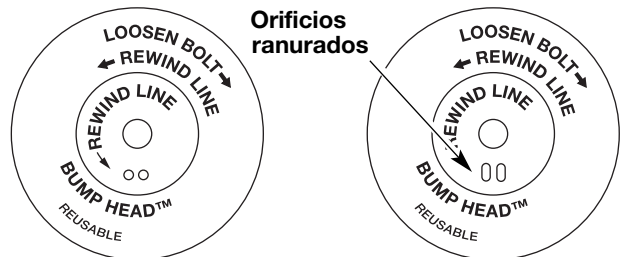 Orificios
ranurados
LOOSEN BOLT
REWIND LINE
REWIND LINE
BUMP HEAD™
REUSABLE
LOOSEN BOLT
REWIND LINE
EWIND LINE
BUMP HEAD™
REUSABLE